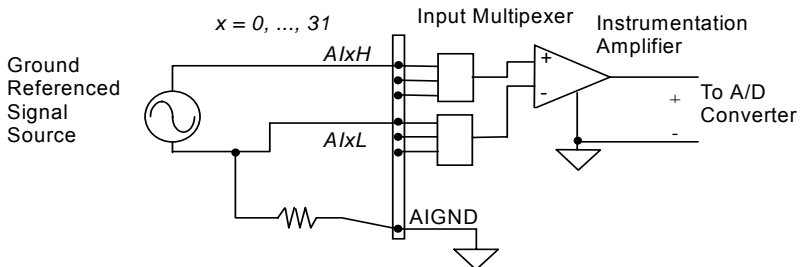 x = 0, ..., 31
Input Multipexer
Instrumentation
Amplifier
AIxH
Ground
Referenced
Signal
Source
+
-
To A/D
Converter
+
-
AIxL
AIGND